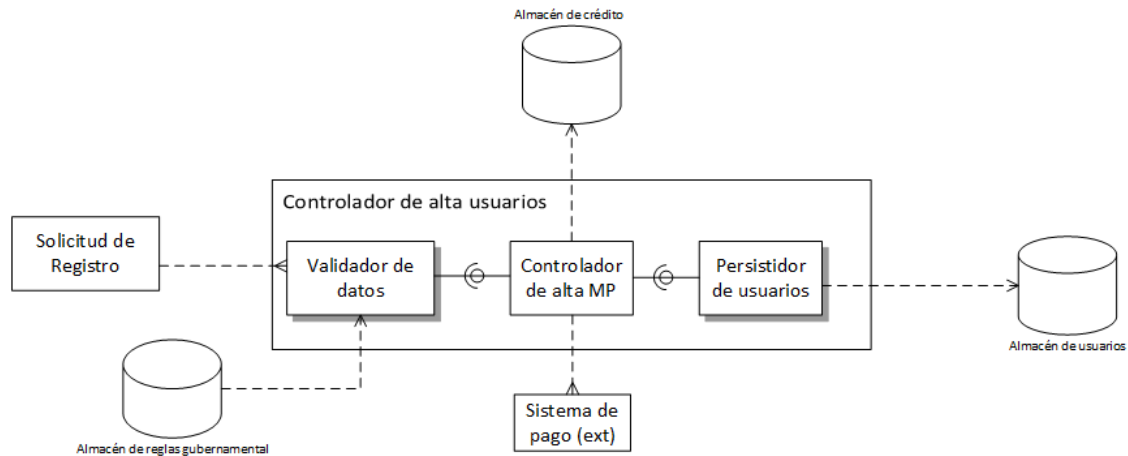 Almacén de crédito
Controlador de alta usuarios
Solicitud de
Registro
Validador de
datos
Controlador
de alta MP
Persistidor
de usuarios
Almacén de usuarios
Sistema de
pago (ext)
Almacén de reglas gubernamental